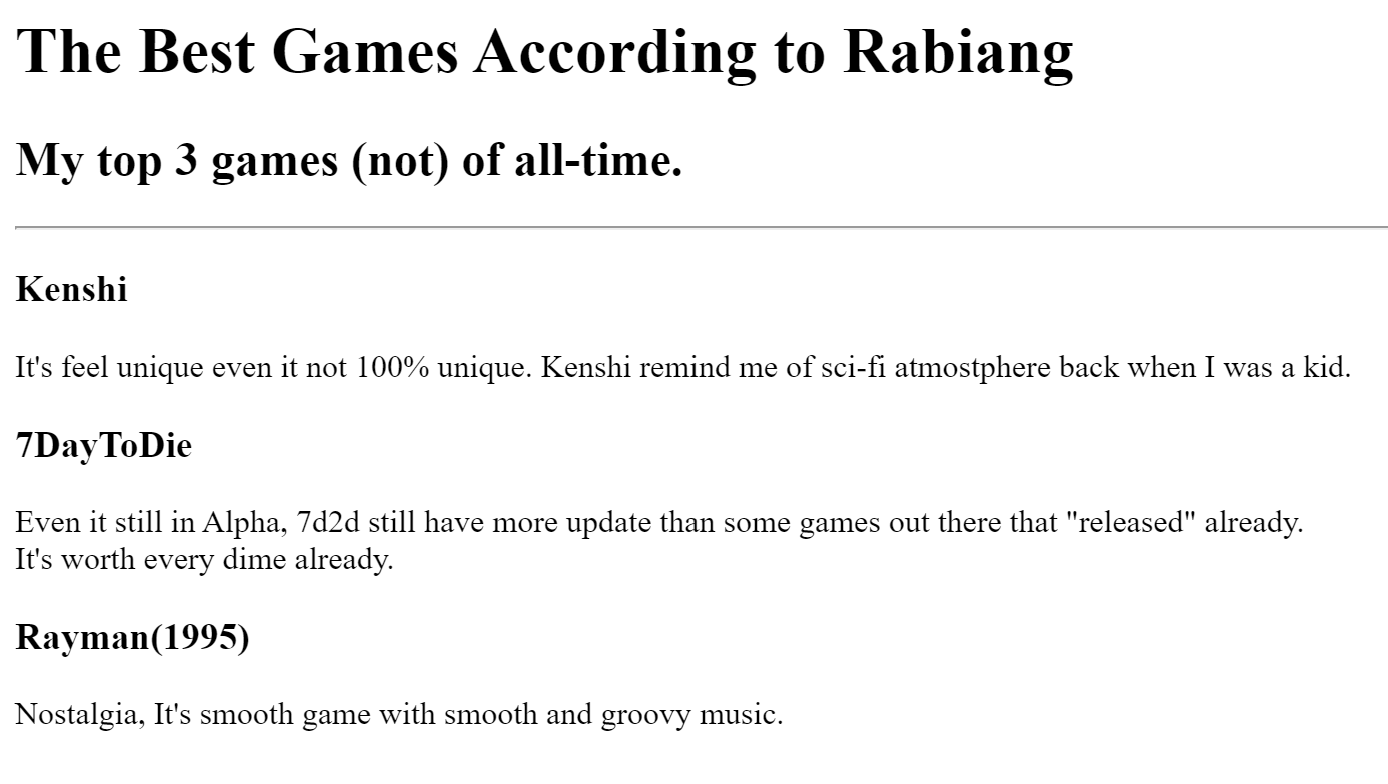 The Best Games According to Rabiang
My top 3 games (not) of all-time.
Kenshi
It's feel unique even it not 100% unique. Kenshi remind me of sci-fi atmostphere back when I was a kid.
7DayToDie
Even it still in Alpha, 7d2d still have more update than some games out there that "released" already.
It's worth every dime already.
Rayman(1995)
Nostalgia, It's smooth game with smooth and groovy music.